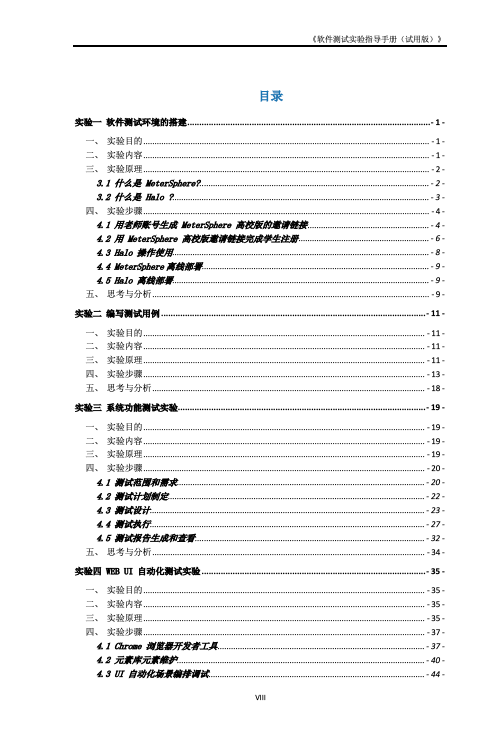 《软件测试实验指导手册（试用版）》
目录
实验一 软件测试环境的搭建 - 1 -
一、 实验目的 - 1 -
二、 实验内容 - 1 -
三、 实验原理 - 2 -
3.1 什么是 MeterSphere? - 2 -
3.2 什么是 Halo ? - 3 -
四、 实验步骤 - 4 -
4.1 用老师账号生成 MeterSphere 高校版的邀请链接 - 4 -
4.2 用 MeterSphere 高校版邀请链接完成学生注册 - 6 -
4.3 Halo 操作使用 - 8 -
4.4 MeterSphere离线部署 - 9 -
4.5 Halo 离线部署 - 9 -
五、 思考与分析 - 9 -
实验二 编写测试用例 - 11 -
一、 实验目的 - 11 -
二、 实验内容 - 11 -
三、 实验原理 - 11 -
四、 实验步骤 - 13 -
五、 思考与分析 - 18 -
实验三 系统功能测试实验 - 19 -
一、 实验目的 - 19 -
二、 实验内容 - 19 -
三、 实验原理 - 19 -
四、 实验步骤 - 20 -
4.1 测试范围和需求 - 20 -
4.2 测试计划制定 - 22 -
4.3 测试设计 - 23 -
4.4 测试执行 - 27 -
4.5 测试报告生成和查看 - 32 -
五、 思考与分析 - 34 -
实验四 WEB UI 自动化测试实验 - 35 -
一、 实验目的 - 35 -
二、 实验内容 - 35 -
三、 实验原理 - 35 -
四、 实验步骤 - 37 -
4.1 Chrome 浏览器开发者工具 - 37 -
4.2 元素库元素维护 - 40 -
4.3 UI 自动化场景编排调试 - 44 -
VIII